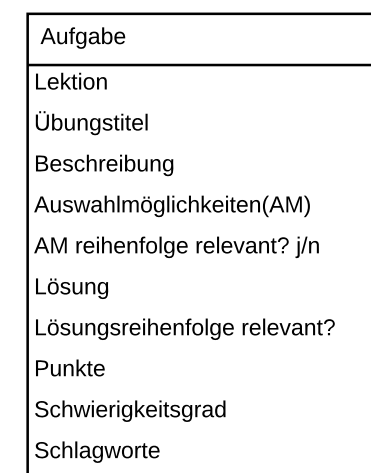 Aufgabe
Lektion
Übungstitel
Beschreibung
Auswahlmöglichkeiten(AM)
AM reihenfolge relevant? j/n
Lösung
Lösungsreihenfolge relevant?
Punkte
Schwierigkeitsgrad
Schlagworte